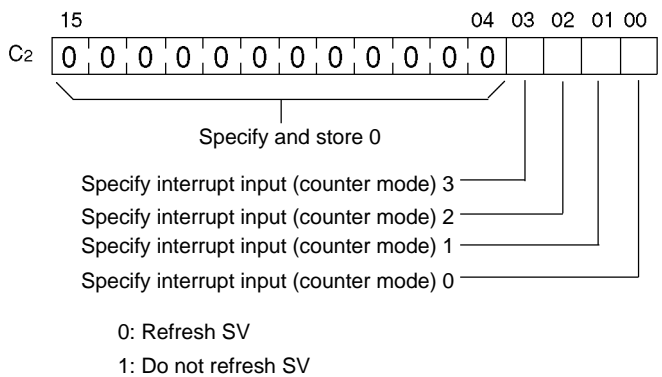 15 04 03 02 01 00
C2 0 0 0 0 0 0 0 0 0 0 0 0
Specify and store 0
Specify interrupt input (counter mode) 3
Specify interrupt input (counter mode) 2
Specify interrupt input (counter mode) 1
Specify interrupt input (counter mode) 0
0: Refresh SV
1: Do not refresh SV